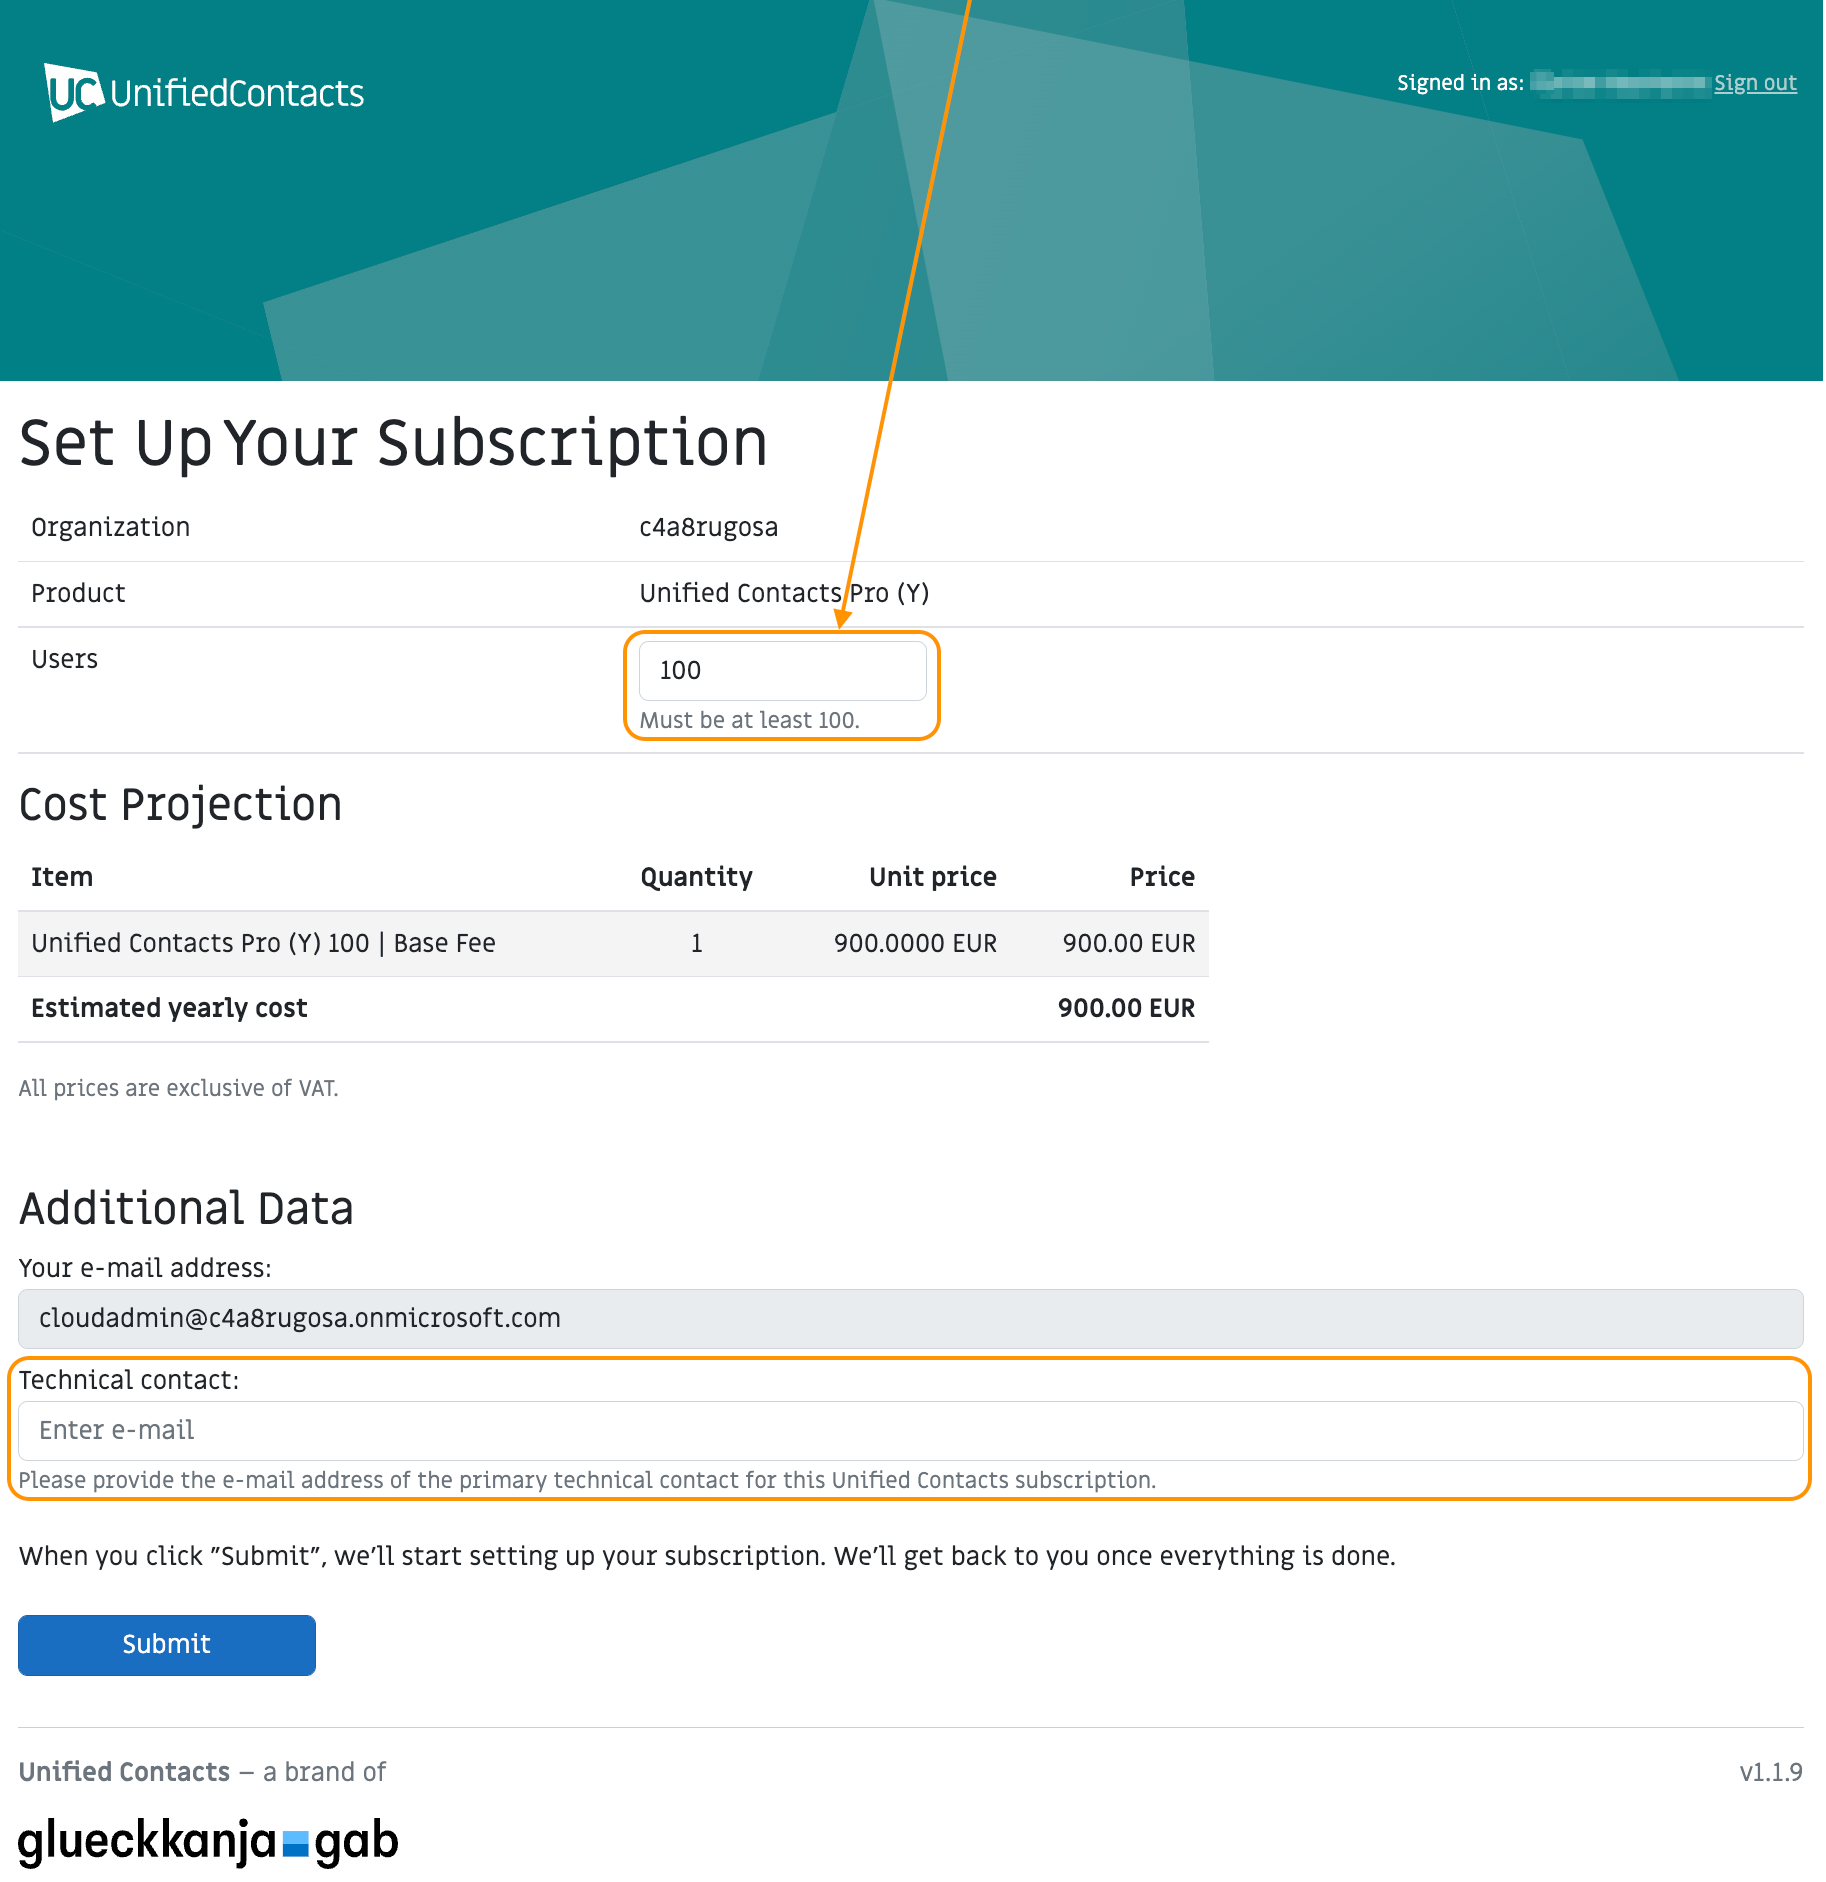 UC UnifiedContacts
Signed in as: Sign out
Set Up Your Subscription
Organization c4a8rugosa
Product Unified Contacts Pro (Y)
Users 100
Must be at least 100.
Cost Projection
Item Quantity Unit price Price
Unified Contacts Pro (Y) 100 | Base Fee 1 900.0000 EUR 900.00 EUR
Estimated yearly cost 900.00 EUR
All prices are exclusive of VAT.
Additional Data
Your e-mail address:
cloudadmin@c4a8rugosa.onmicrosoft.com
Technical contact:
Enter e-mail
Please provide the e-mail address of the primary technical contact for this Unified Contacts subscription.
When you click "Submit", we'll start setting up your subscription. We'll get back to you once everything is done.
Submit
Unified Contacts – a brand of v1.1.9
glueckkanja gab